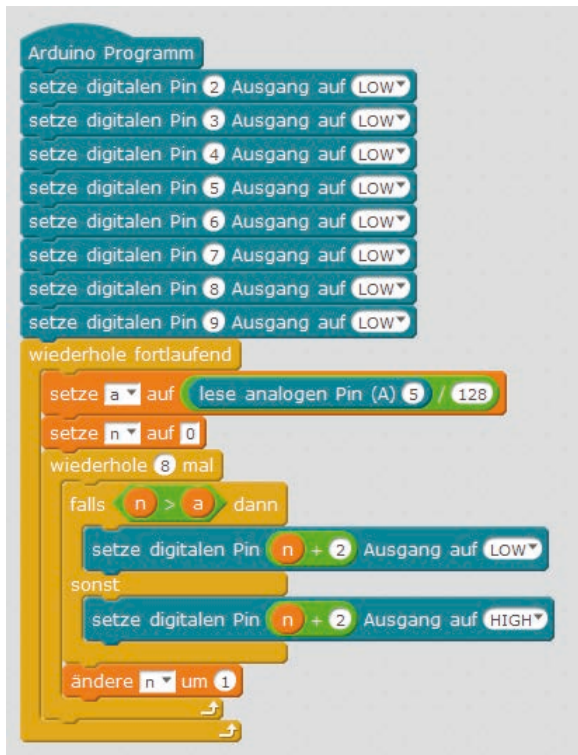 Arduino Programm
setze digitalen Pin 2 Ausgang auf LOW
setze digitalen Pin 3 Ausgang auf LOW
setze digitalen Pin 4 Ausgang auf LOW
setze digitalen Pin 5 Ausgang auf LOW
setze digitalen Pin 6 Ausgang auf LOW
setze digitalen Pin 7 Ausgang auf LOW
setze digitalen Pin 8 Ausgang auf LOW
setze digitalen Pin 9 Ausgang auf LOW
wiederhole fortlaufend
setze a auf lese analogen Pin (A) 5 / 128
setze n auf 0
wiederhole 8 mal
falls n > a dann
setze digitalen Pin n + 2 Ausgang auf LOW
sonst
setze digitalen Pin n + 2 Ausgang auf HIGH
ändere n um 1